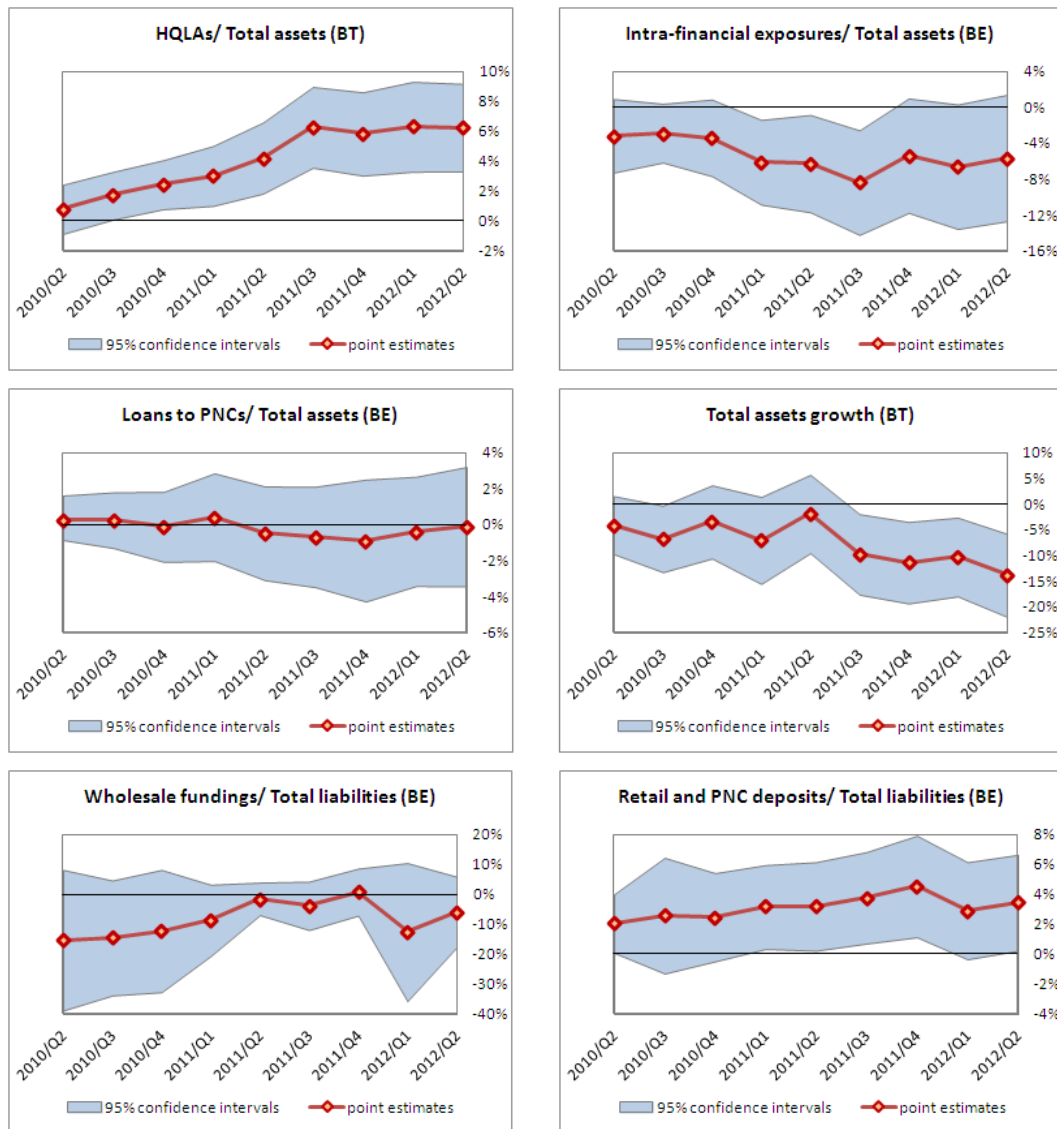 HQLAs/ Total assets (BT)
10%
8%
6%
4%
2%
0%
-2%
2010/Q2
2010/Q3
2010/Q4
2011/Q1
2011/Q2
2011/Q3
2011/Q4
2012/Q1
2012/Q2
95% confidence intervals
point estimates
Intra-financial exposures/ Total assets (BE)
4%
0%
-4%
-8%
-12%
-16%
2010/Q2
2010/Q3
2010/Q4
2011/Q1
2011/Q2
2011/Q3
2011/Q4
2012/Q1
2012/Q2
95% confidence intervals
point estimates
Loans to PNCs/ Total assets (BE)
4%
2%
0%
-2%
-4%
-6%
2010/Q2
2010/Q3
2010/Q4
2011/Q1
2011/Q2
2011/Q3
2011/Q4
2012/Q1
2012/Q2
95% confidence intervals
point estimates
Total assets growth (BT)
10%
5%
0%
-5%
-10%
-15%
-20%
-25%
2010/Q2
2010/Q3
2010/Q4
2011/Q1
2011/Q2
2011/Q3
2011/Q4
2012/Q1
2012/Q2
95% confidence intervals
point estimates
Wholesale fundings/ Total liabilities (BE)
20%
10%
0%
-10%
-20%
-30%
-40%
2010/Q2
2010/Q3
2010/Q4
2011/Q1
2011/Q2
2011/Q3
2011/Q4
2012/Q1
2012/Q2
95% confidence intervals
point estimates
Retail and PNC deposits/ Total liabilities (BE)
8%
6%
4%
2%
0%
-2%
-4%
2010/Q2
2010/Q3
2010/Q4
2011/Q1
2011/Q2
2011/Q3
2011/Q4
2012/Q1
2012/Q2
95% confidence intervals
point estimates